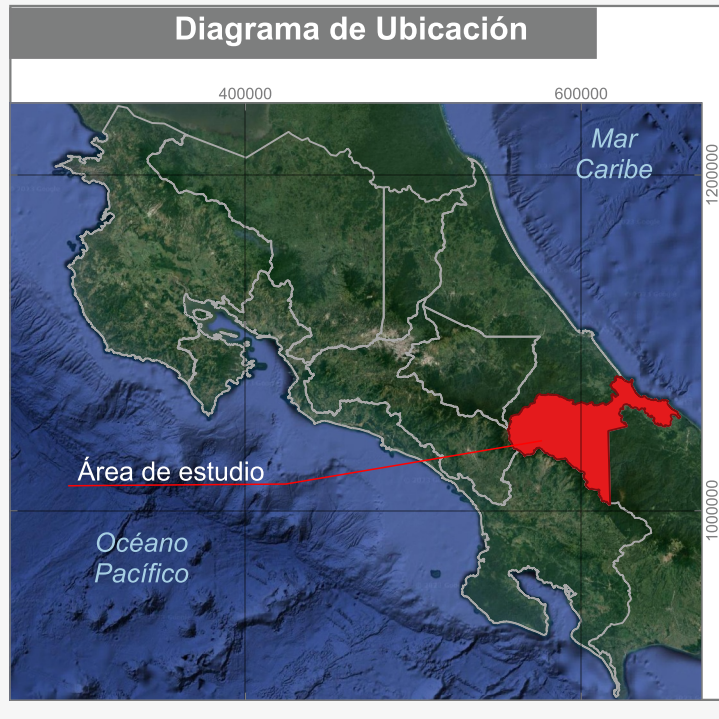 Diagrama de Ubicación
400000
600000
Mar
Caribe
1200000
Área de estudio
1000000
Océano
Pacífico